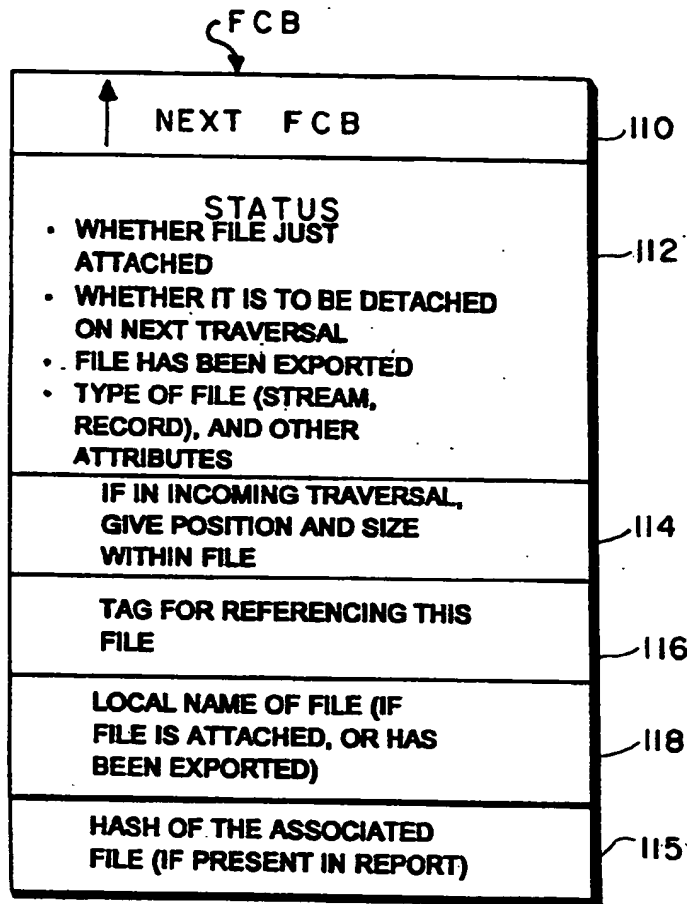 FCB
NEXT FCB
110
STATUS
• WHETHER FILE JUST
ATTACHED
• WHETHER IT IS TO BE DETACHED
ON NEXT TRAVERSAL
• FILE HAS BEEN EXPORTED
• TYPE OF FILE (STREAM,
RECORD), AND OTHER
ATTRIBUTES
112
IF IN INCOMING TRAVERSAL,
GIVE POSITION AND SIZE
WITHIN FILE
114
TAG FOR REFERENCING THIS
FILE
116
LOCAL NAME OF FILE (IF
FILE IS ATTACHED, OR HAS
BEEN EXPORTED)
118
HASH OF THE ASSOCIATED
FILE (IF PRESENT IN REPORT)
115